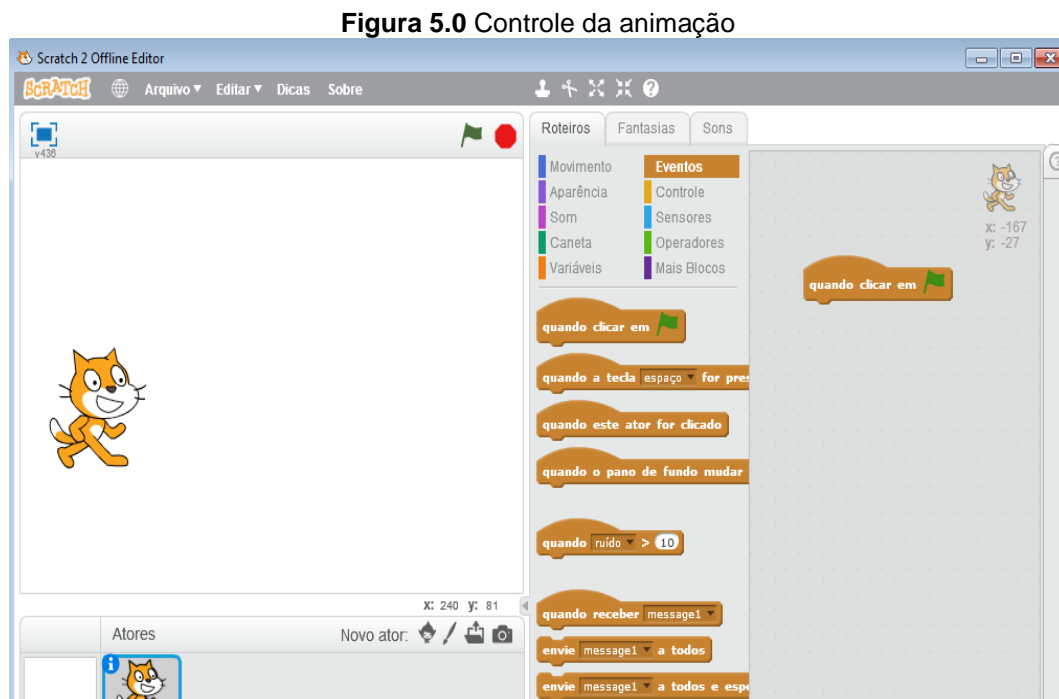 Figura 5.0 Controle da animação
Scratch 2 Offline Editor
SCRATCH Arquivo Editar Dicas Sobre
v436
Roteiros Fantasias Sons
Movimento Eventos
Aparência Controle
Som Sensores
Caneta Operadores
Variáveis Mais Blocos
x: -167
y: -27
quando clicar em
quando clicar em
quando a tecla espaço for pres
quando este ator for clicado
quando o pano de fundo mudar
quando ruído > 10
X: 240 Y: 81
quando receber message1
Atores Novo ator:
envie message1 a todos
envie message1 a todos e espe